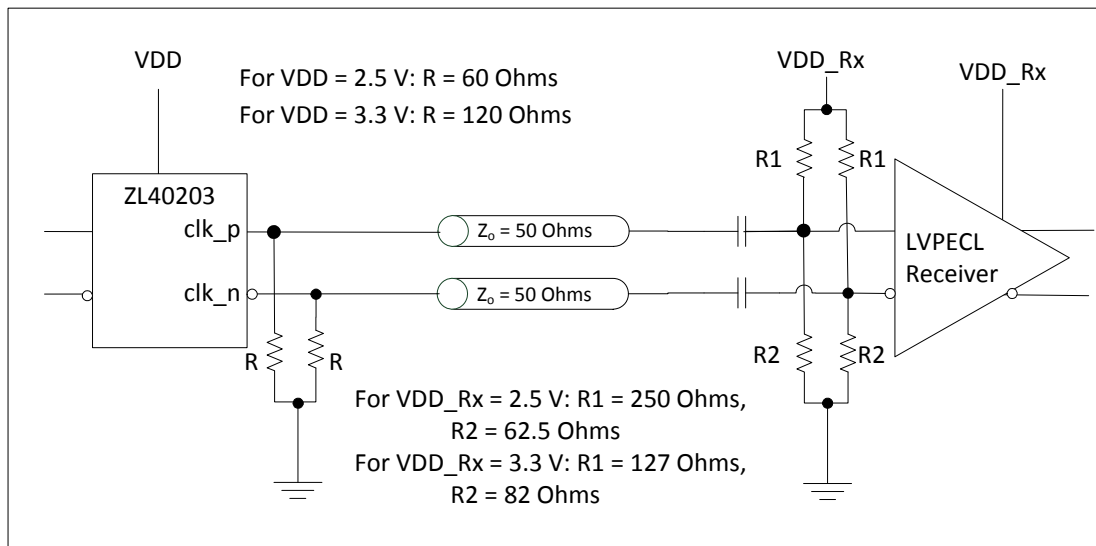 VDD
For VDD = 2.5 V: R = 60 Ohms
For VDD = 3.3 V: R = 120 Ohms
VDD_Rx
VDD_Rx
R1
R1
ZL40203
clk_p
Zo = 50 Ohms
LVPECL
Receiver
clk_n
Zo = 50 Ohms
R
R
R2
R2
For VDD_Rx = 2.5 V: R1 = 250 Ohms,
R2 = 62.5 Ohms
For VDD_Rx = 3.3 V: R1 = 127 Ohms,
R2 = 82 Ohms